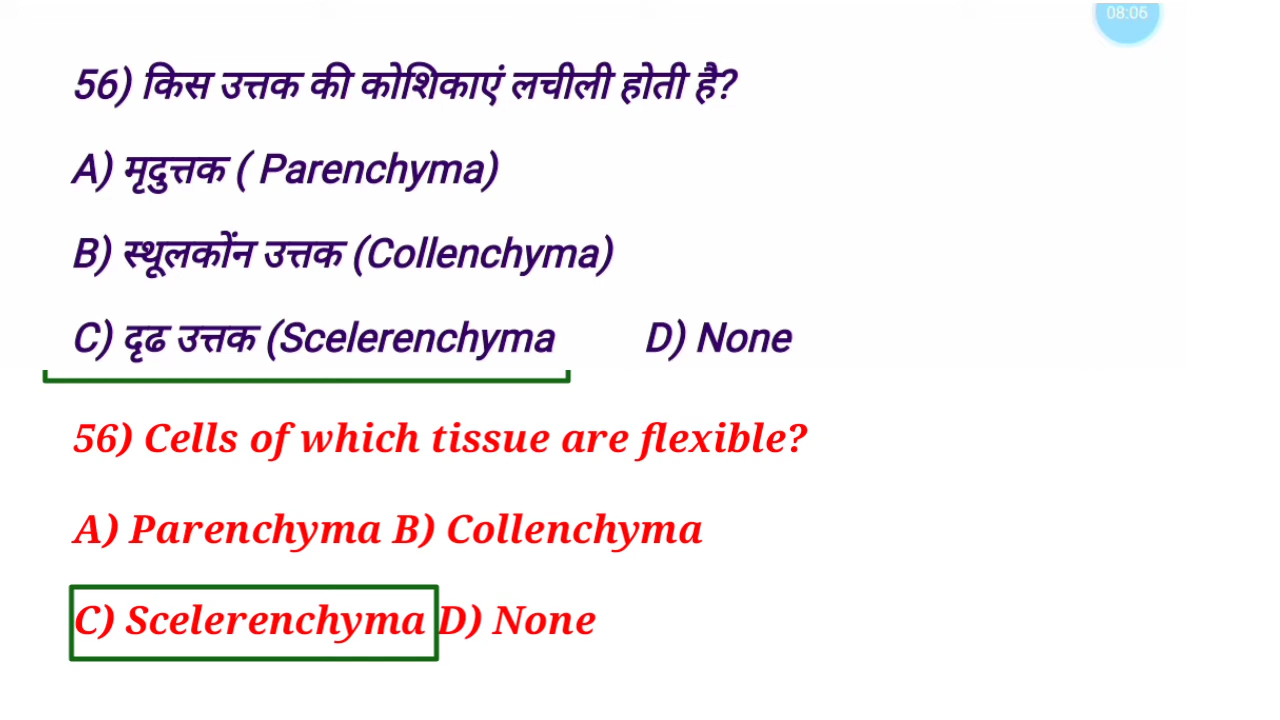 08:05
56) किस उत्तक की कोशिकाएं लचीली होती है?
A) मृदुत्तक ( Parenchyma)
B) स्थूलकोंन उत्तक (Collenchyma)
C) दृढ उत्तक (Scelerenchyma D) None
56) Cells of which tissue are flexible?
A) Parenchyma B) Collenchyma
C) Scelerenchyma D) None